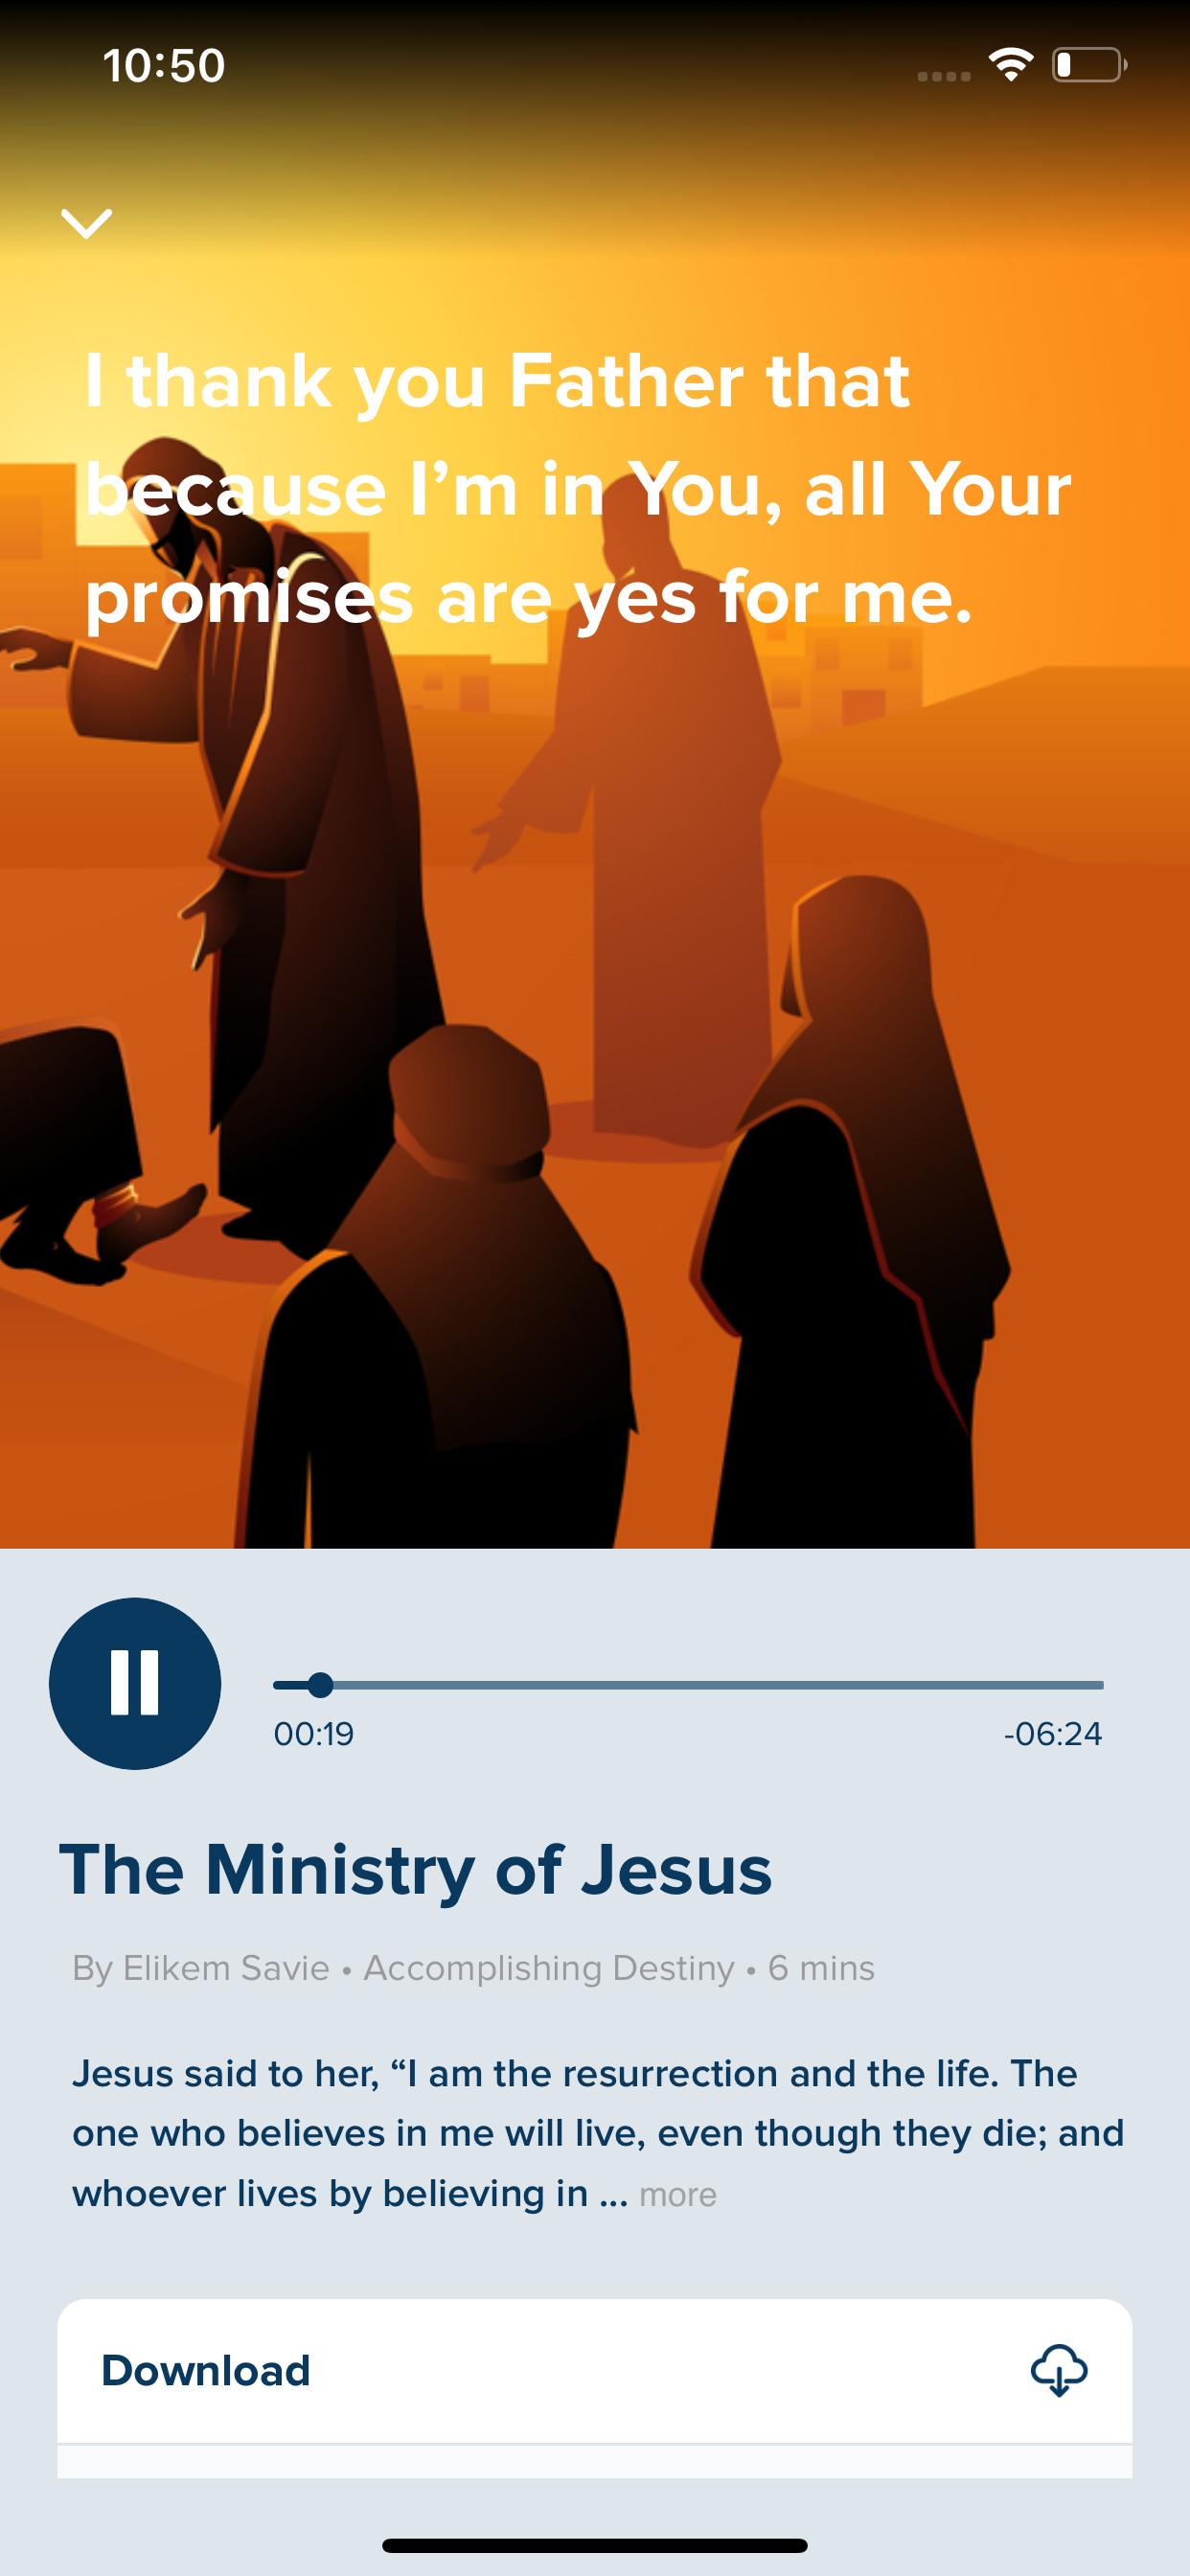 10:50
I thank you Father that
because I’m in You, all Your
promises are yes for me.
00:19
-06:24
The Ministry of Jesus
By Elikem Savie • Accomplishing Destiny • 6 mins
Jesus said to her, “I am the resurrection and the life. The
one who believes in me will live, even though they die; and
whoever lives by believing in ... more
Download